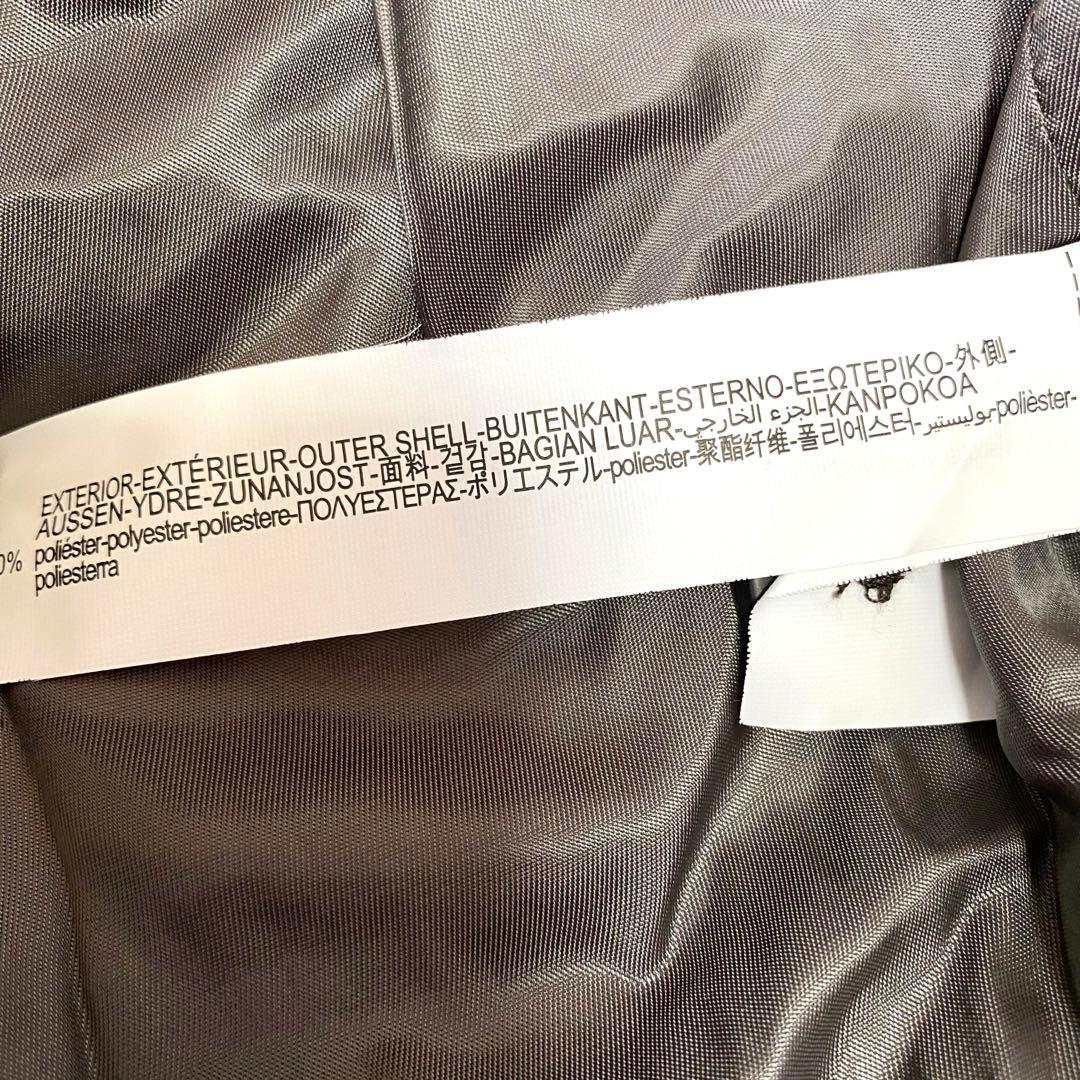 EXTERIOR-EXTÉRIEUR-OUTER SHELL-BUITENKANT-ESTERNO-ΕΞΩΤΕΡΙΚΟ-外側-
AUSSEN-YDRE-ZUNANJOST-面料-겉감-BAGIAN LUAR-الجزء الخارجي-KANPOKOA
0% poliéster-polyester-poliestere-ΠΟΛΥΕΣΤΕΡΑΣ-ポリエステル-poliester-聚酯纤维-폴리에스터-بوليستير-polièster-
poliesterra